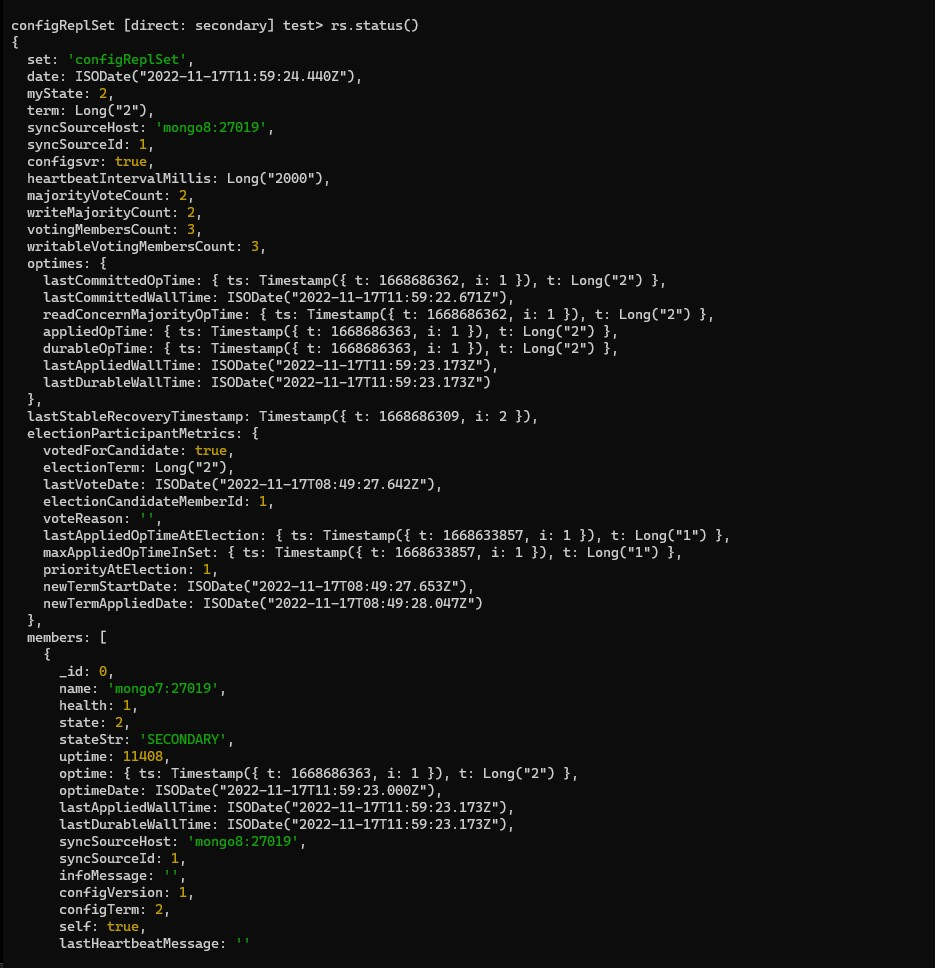 configReplSet [direct: secondary] test> rs.status()
{
  set: 'configReplSet',
  date: ISODate("2022-11-17T11:59:24.440Z"),
  myState: 2,
  term: Long("2"),
  syncSourceHost: 'mongo8:27019',
  syncSourceId: 1,
  configsvr: true,
  heartbeatIntervalMillis: Long("2000"),
  majorityVoteCount: 2,
  writeMajorityCount: 2,
  votingMembersCount: 3,
  writableVotingMembersCount: 3,
  optimes: {
    lastCommittedOpTime: { ts: Timestamp({ t: 1668686362, i: 1 }), t: Long("2") },
    lastCommittedWallTime: ISODate("2022-11-17T11:59:22.671Z"),
    readConcernMajorityOpTime: { ts: Timestamp({ t: 1668686362, i: 1 }), t: Long("2") },
    appliedOpTime: { ts: Timestamp({ t: 1668686363, i: 1 }), t: Long("2") },
    durableOpTime: { ts: Timestamp({ t: 1668686363, i: 1 }), t: Long("2") },
    lastAppliedWallTime: ISODate("2022-11-17T11:59:23.173Z"),
    lastDurableWallTime: ISODate("2022-11-17T11:59:23.173Z")
  },
  lastStableRecoveryTimestamp: Timestamp({ t: 1668686309, i: 2 }),
  electionParticipantMetrics: {
    votedForCandidate: true,
    electionTerm: Long("2"),
    lastVoteDate: ISODate("2022-11-17T08:49:27.642Z"),
    electionCandidateMemberId: 1,
    voteReason: '',
    lastAppliedOpTimeAtElection: { ts: Timestamp({ t: 1668633857, i: 1 }), t: Long("1") },
    maxAppliedOpTimeInSet: { ts: Timestamp({ t: 1668633857, i: 1 }), t: Long("1") },
    priorityAtElection: 1,
    newTermStartDate: ISODate("2022-11-17T08:49:27.653Z"),
    newTermAppliedDate: ISODate("2022-11-17T08:49:28.047Z")
  },
  members: [
    {
      _id: 0,
      name: 'mongo7:27019',
      health: 1,
      state: 2,
      stateStr: 'SECONDARY',
      uptime: 11408,
      optime: { ts: Timestamp({ t: 1668686363, i: 1 }), t: Long("2") },
      optimeDate: ISODate("2022-11-17T11:59:23.000Z"),
      lastAppliedWallTime: ISODate("2022-11-17T11:59:23.173Z"),
      lastDurableWallTime: ISODate("2022-11-17T11:59:23.173Z"),
      syncSourceHost: 'mongo8:27019',
      syncSourceId: 1,
      infoMessage: '',
      configVersion: 1,
      configTerm: 2,
      self: true,
      lastHeartbeatMessage: ''